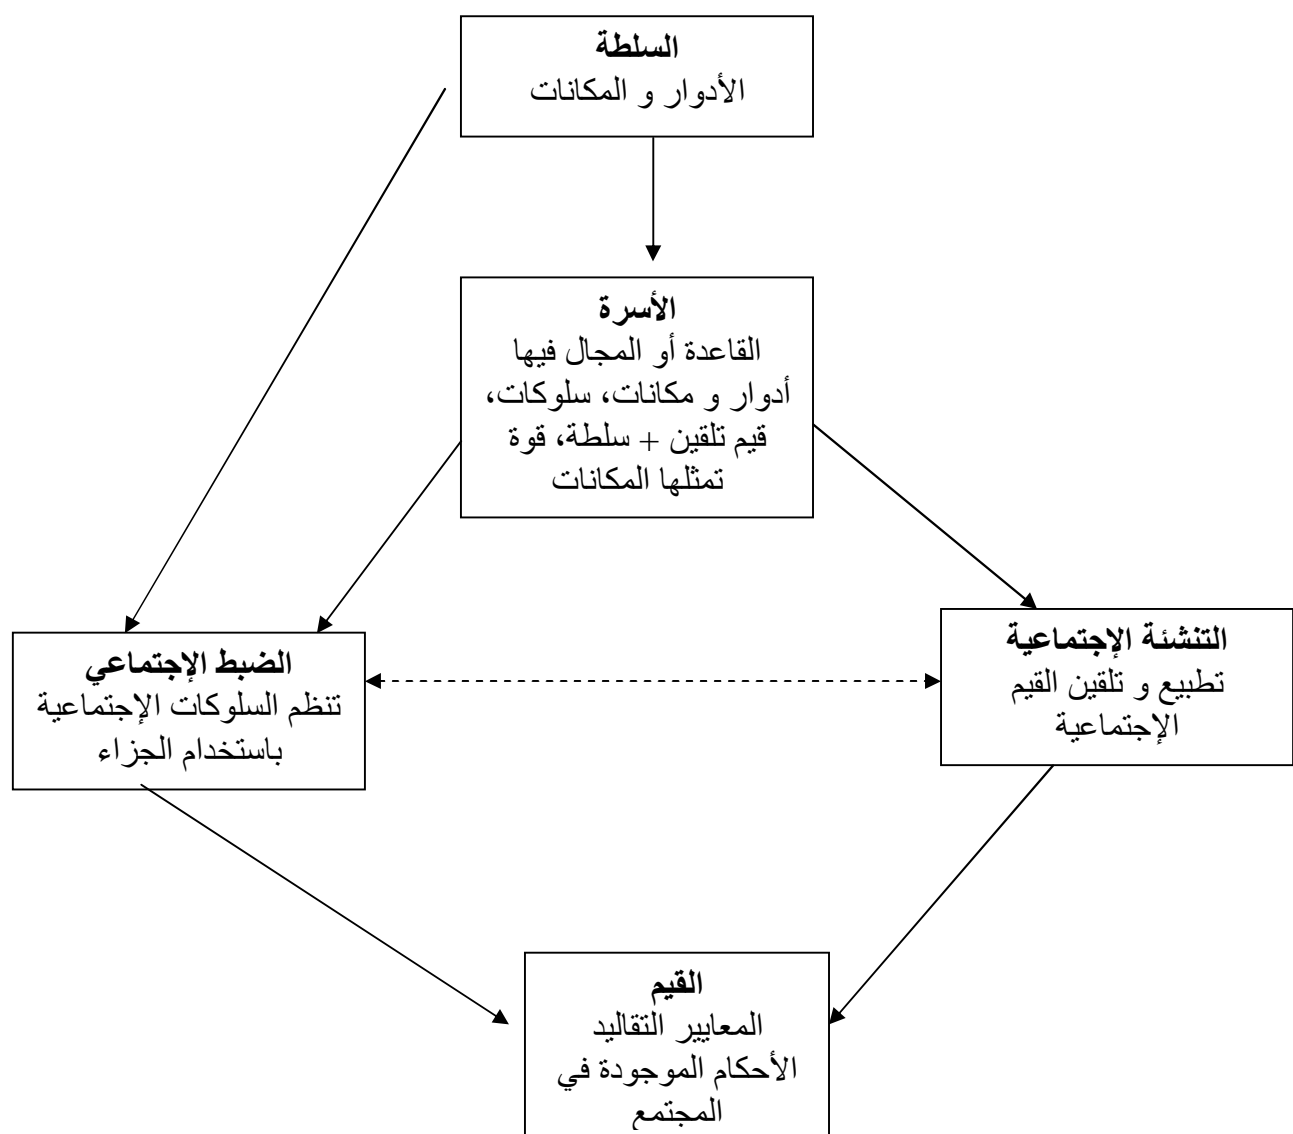 السلطة
الأدوار و المكانات
الأسرة
القاعدة أو المجال فيها
أدوار و مكانات، سلوكات،
قيم تلقين + سلطة، قوة
تمثلها المكانات
التنشئة الإجتماعية
تطبيع و تلقين القيم
الإجتماعية
الضبط الإجتماعي
تنظم السلوكات الإجتماعية
باستخدام الجزاء
القيم
المعايير التقاليد
الأحكام الموجودة في
المجتمع